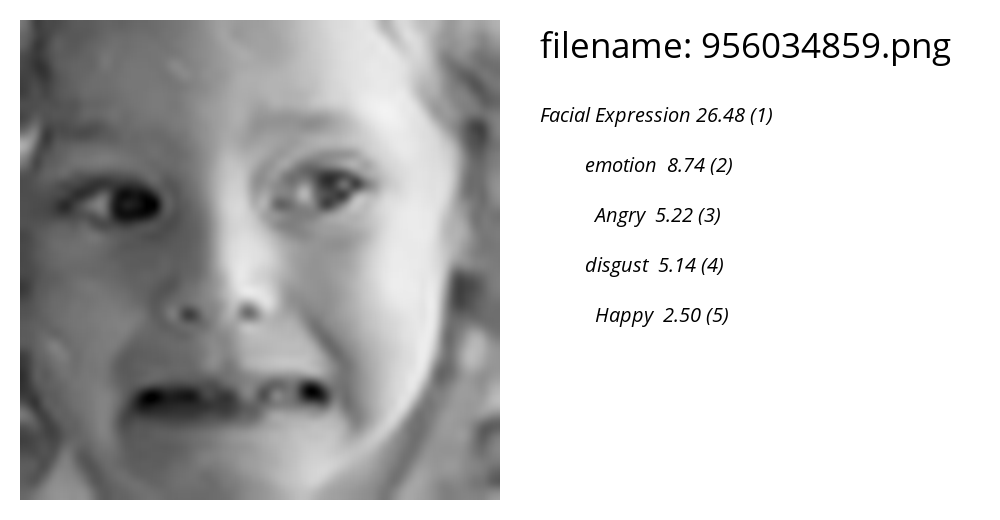 filename: 956034859.png
Facial Expression 26.48 (1)
emotion 8.74 (2)
Angry 5.22 (3)
disgust 5.14 (4)
Happy 2.50 (5)